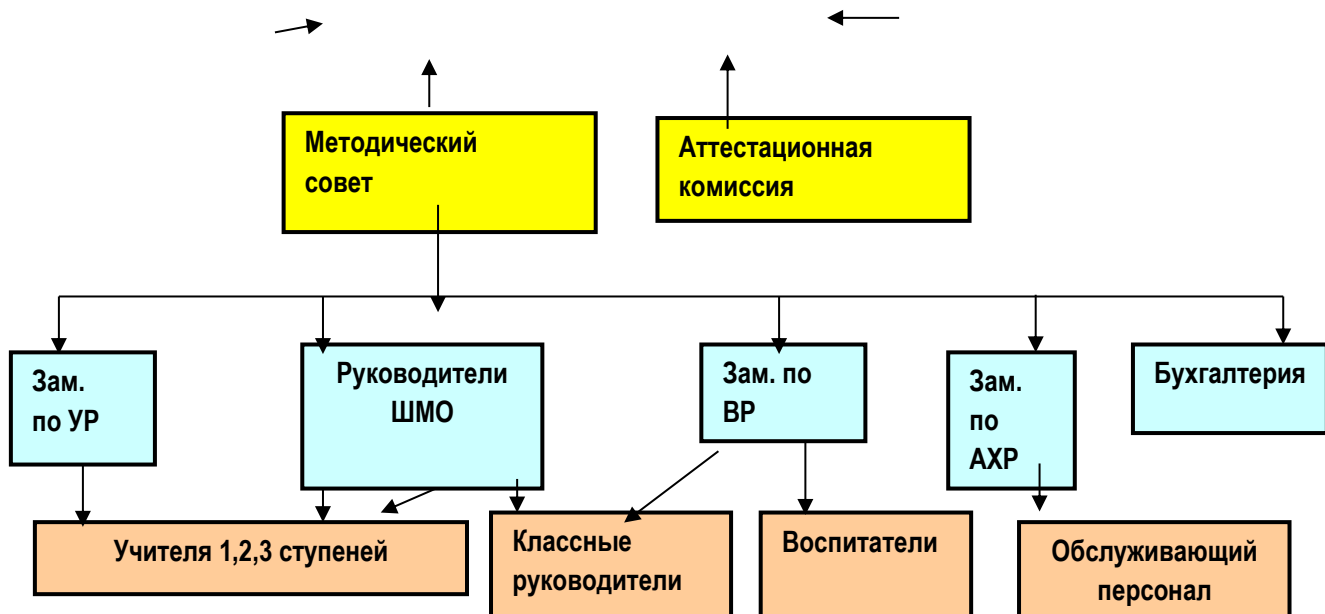 Методический
совет
Аттестационная
комиссия
Зам.
по УР
Руководители
ШМО
Зам. по
ВР
Зам.
по
АХР
Бухгалтерия
Учителя 1,2,3 ступеней
Классные
руководители
Воспитатели
Обслуживающий
персонал